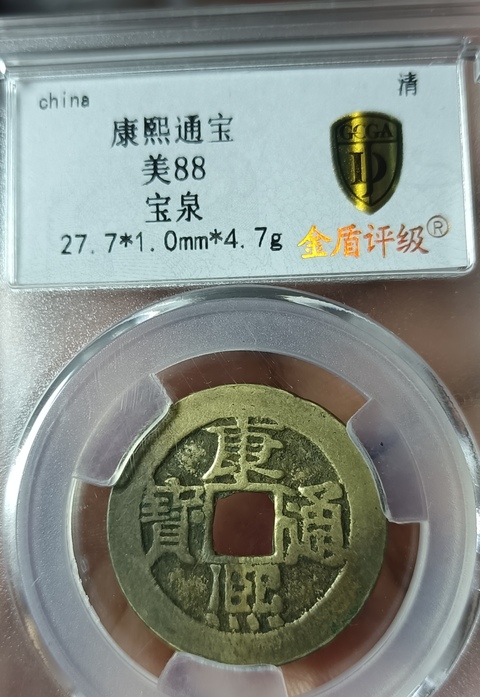 china
清
康熙通宝
美88
宝泉
27.7*1.0mm*4.7g
GCGA
金盾评级®
康
寶 通
熙